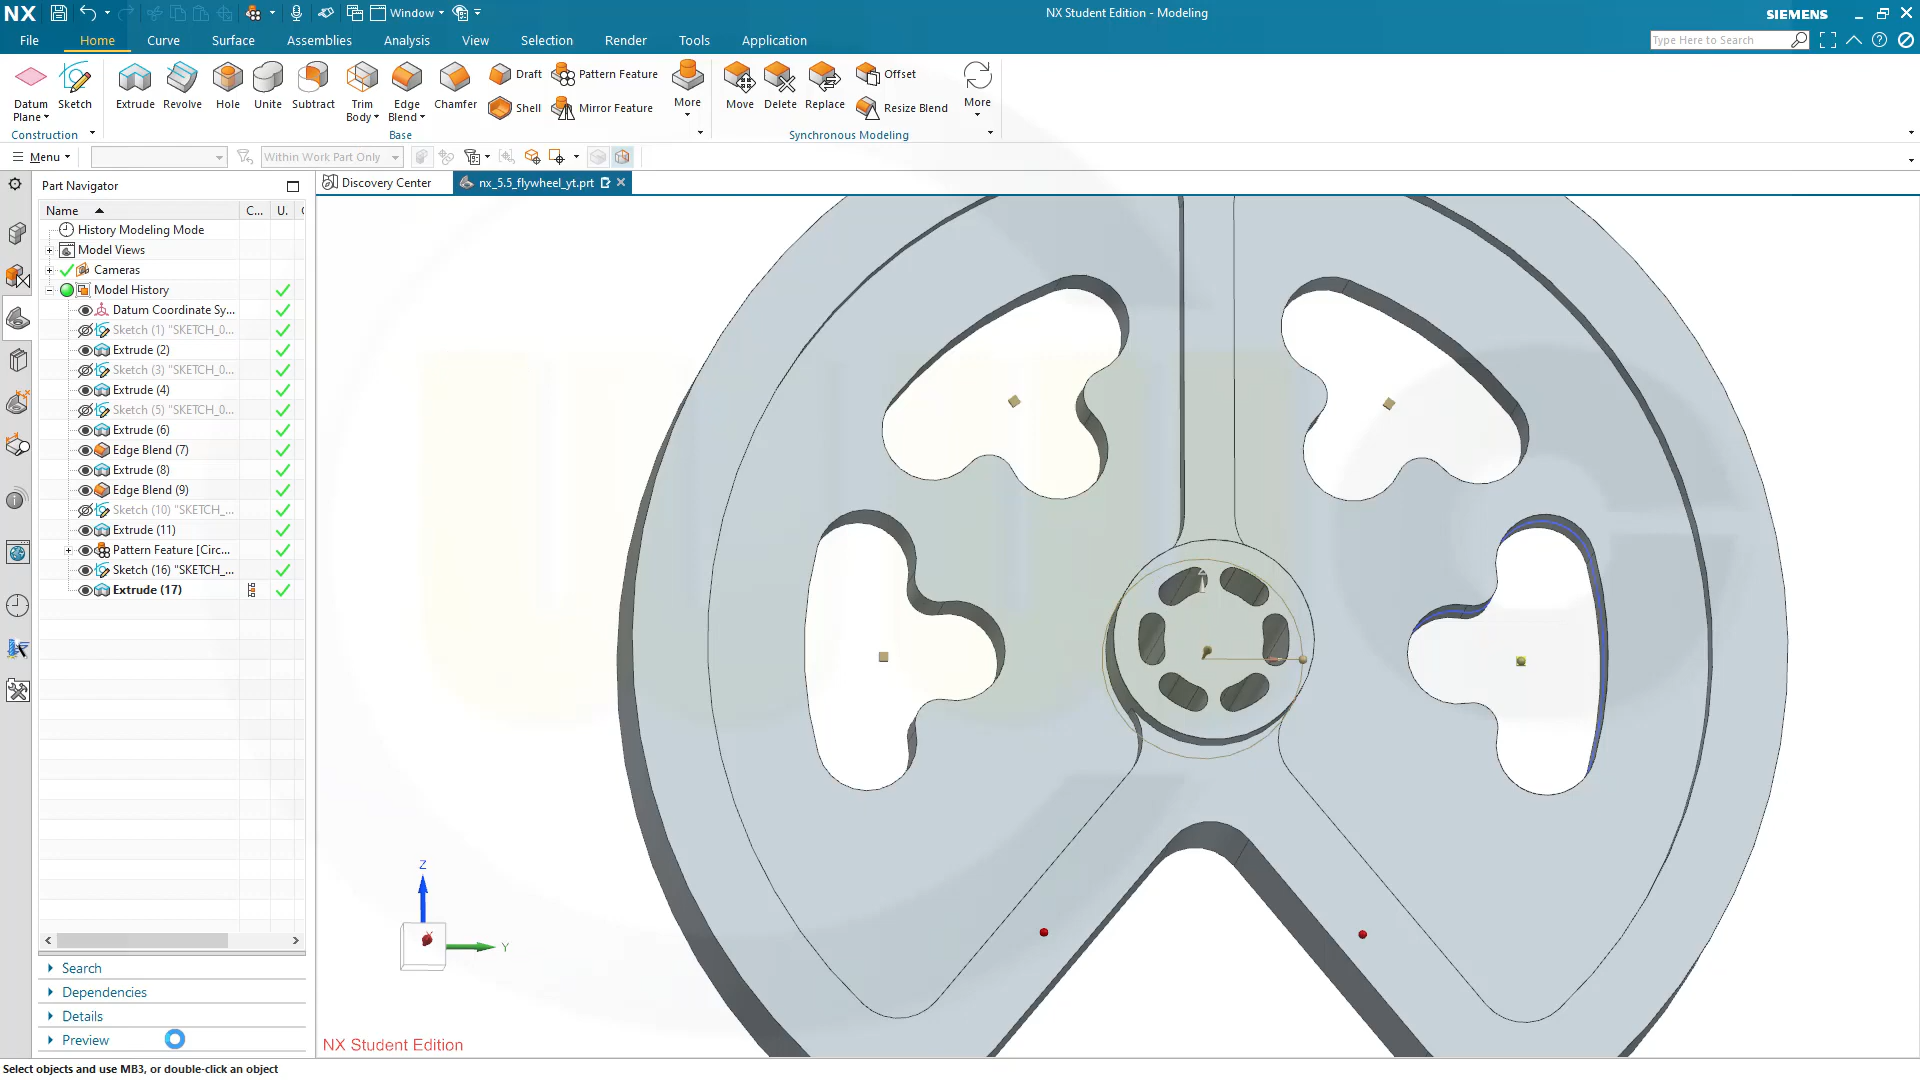 NX
Window
NX Student Edition - Modeling
SIEMENS
File
Home
Curve
Surface
Assemblies
Analysis
View
Selection
Render
Tools
Application
Type Here to Search
Datum Plane
Sketch
Extrude
Revolve
Hole
Unite
Subtract
Trim Body
Edge Blend
Chamfer
Draft
Shell
Pattern Feature
Mirror Feature
More
Move
Delete
Replace
Offset
Resize Blend
More
Construction
Base
Synchronous Modeling
Menu
Within Work Part Only
Part Navigator
Discovery Center
nx_5.5_flywheel_yt.prt
Name
C...
U.
History Modeling Mode
Model Views
Cameras
Model History
Datum Coordinate Sy...
Sketch (1) "SKETCH_0...
Extrude (2)
Sketch (3) "SKETCH_0...
Extrude (4)
Sketch (5) "SKETCH_0...
Extrude (6)
Edge Blend (7)
Extrude (8)
Edge Blend (9)
Sketch (10) "SKETCH_...
Extrude (11)
Pattern Feature [Circ...
Sketch (16) "SKETCH_...
Extrude (17)
Search
Dependencies
Details
Preview
Z
Y
NX Student Edition
Select objects and use MB3, or double-click an object